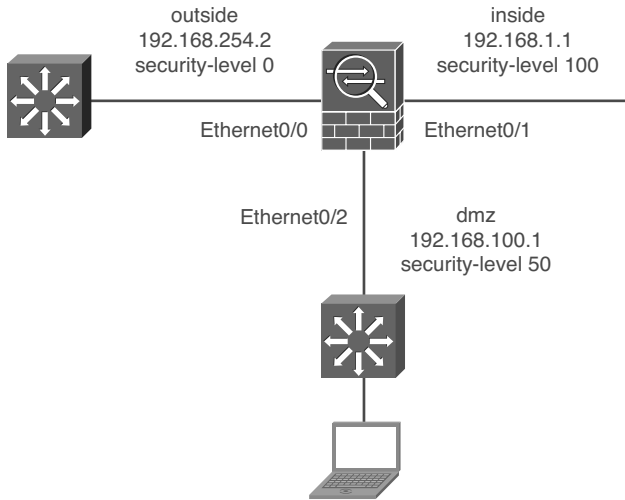 outside
192.168.254.2
security-level 0
inside
192.168.1.1
security-level 100
Ethernet0/0
Ethernet0/1
Ethernet0/2
dmz
192.168.100.1
security-level 50